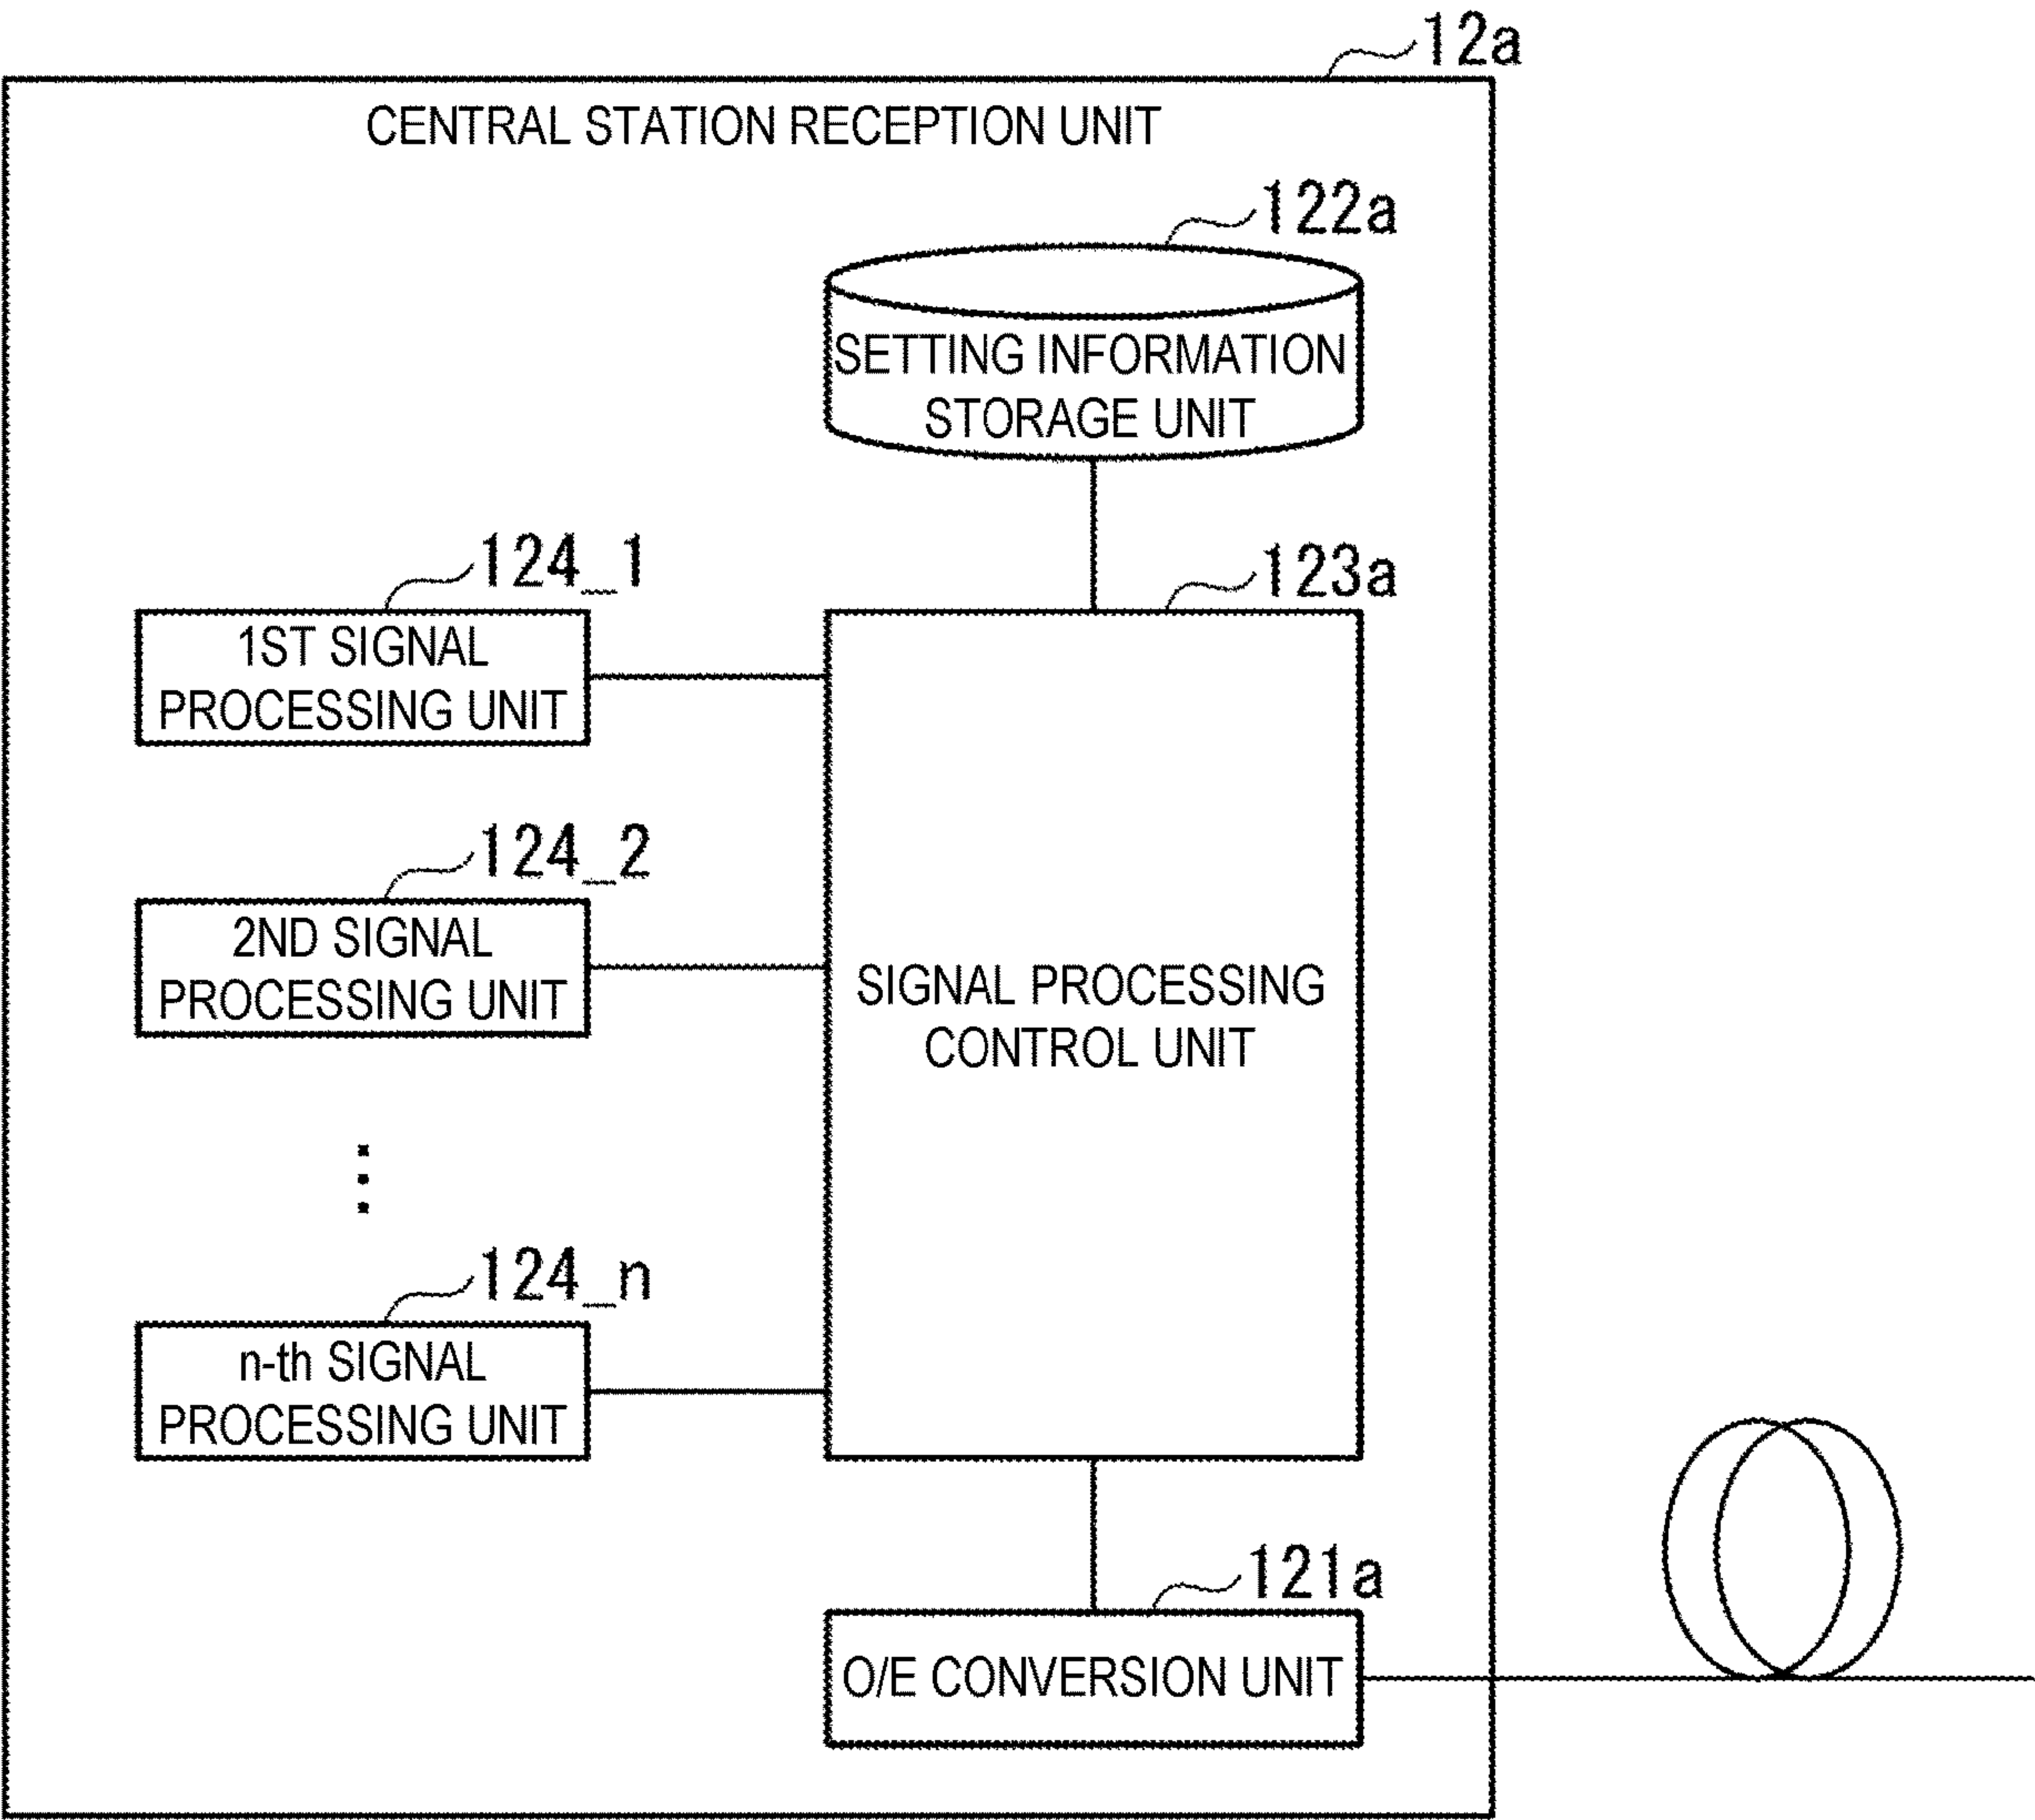 12a
CENTRAL STATION RECEPTION UNIT
122a
SETTING INFORMATION
STORAGE UNIT
124_1
123a
1ST SIGNAL
PROCESSING UNIT
124_2
2ND SIGNAL
PROCESSING UNIT
SIGNAL PROCESSING
CONTROL UNIT
124_n
n-th SIGNAL
PROCESSING UNIT
121a
O/E CONVERSION UNIT